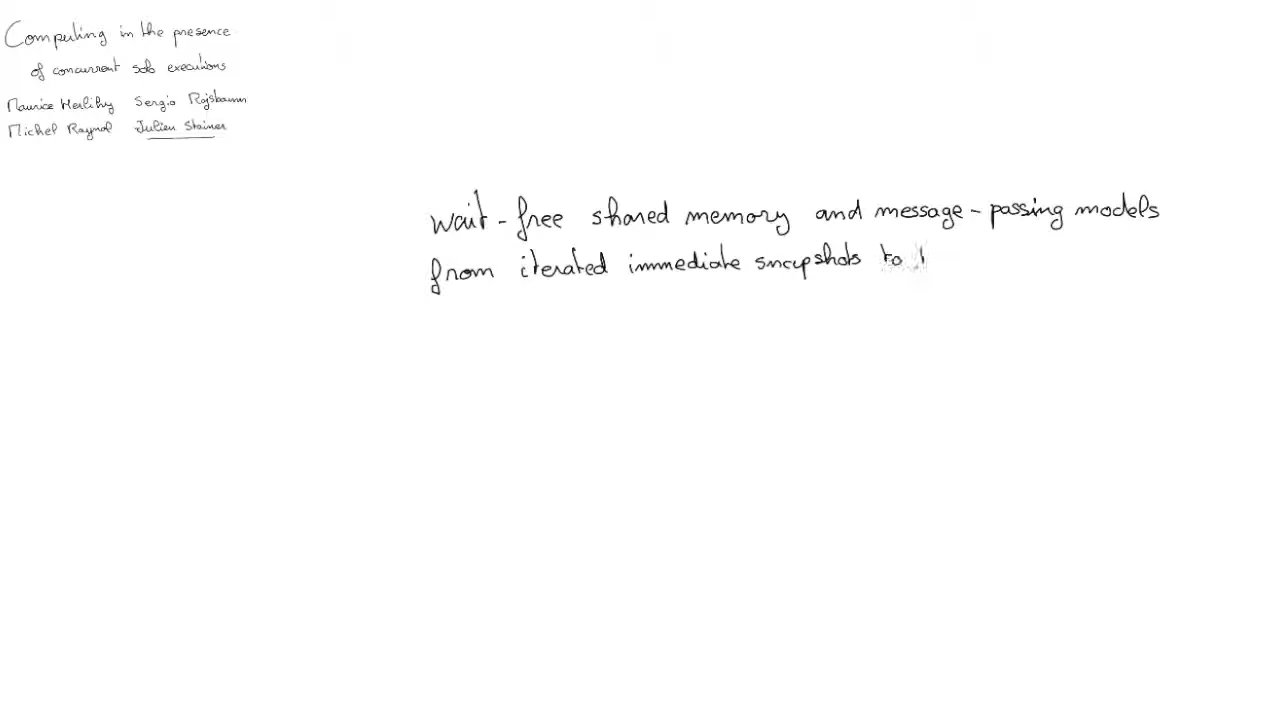 Computing in the presence
of concurrent solo executions
Maurice Herlihy Sergio Rajsbaum
Michel Raynal Julien Stainer
wait-free shared memory and message-passing models
from iterated immediate snapshots to